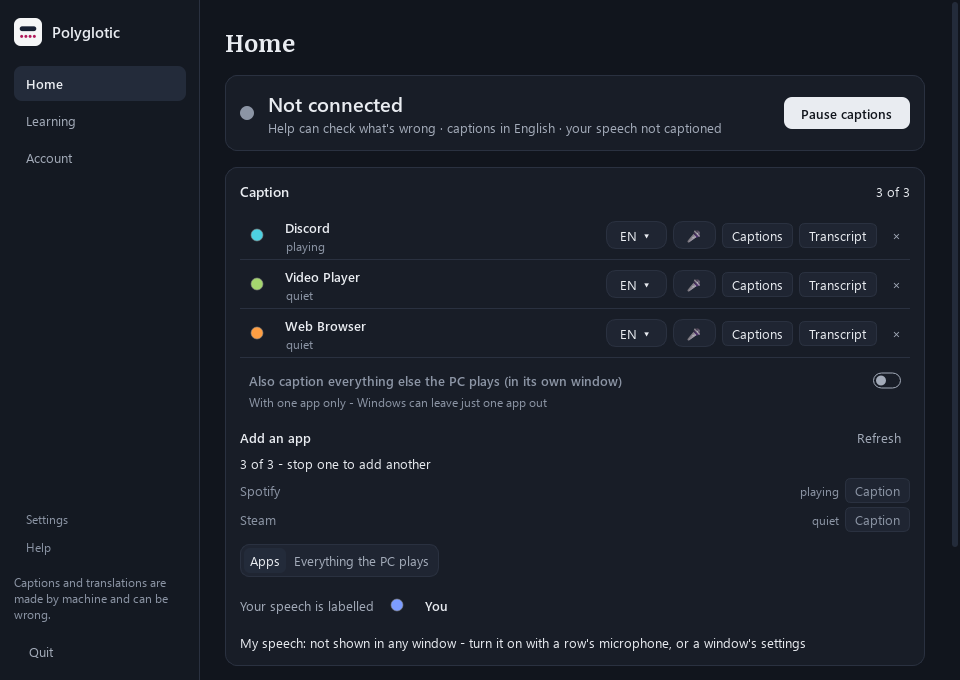 Polyglotic
Home
Learning
Account
Settings
Help
Captions and translations are
made by machine and can be
wrong.
Quit
Home
Not connected
Help can check what's wrong · captions in English · your speech not captioned
Pause captions
Caption
3 of 3
Discord
playing
EN ▾
Captions
Transcript
×
Video Player
quiet
EN ▾
Captions
Transcript
×
Web Browser
quiet
EN ▾
Captions
Transcript
×
Also caption everything else the PC plays (in its own window)
With one app only - Windows can leave just one app out
Add an app
Refresh
3 of 3 - stop one to add another
Spotify
playing
Caption
Steam
quiet
Caption
Apps
Everything the PC plays
Your speech is labelled
You
My speech: not shown in any window - turn it on with a row's microphone, or a window's settings